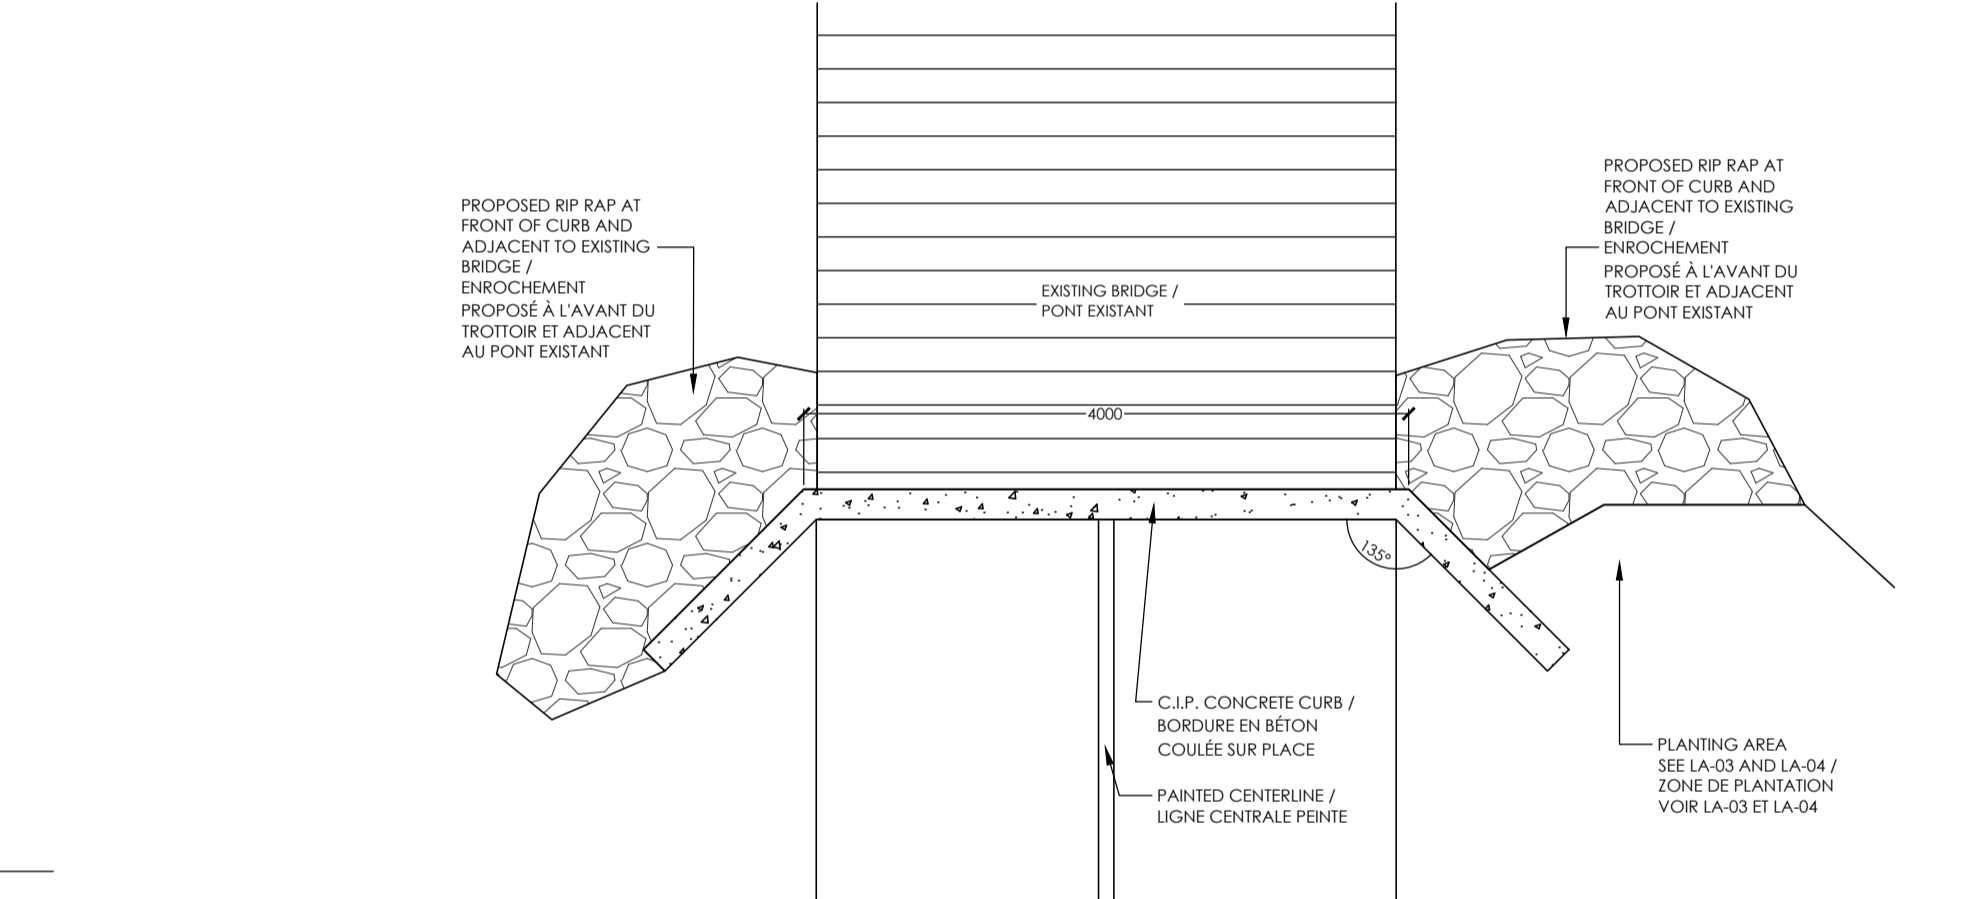 PROPOSED RIP RAP AT
FRONT OF CURB AND
ADJACENT TO EXISTING
BRIDGE /
ENROCHEMENT
PROPOSÉ À L'AVANT DU
TROTTOIR ET ADJACENT
AU PONT EXISTANT
EXISTING BRIDGE /
PONT EXISTANT
PROPOSED RIP RAP AT
FRONT OF CURB AND
ADJACENT TO EXISTING
BRIDGE /
ENROCHEMENT
PROPOSÉ À L'AVANT DU
TROTTOIR ET ADJACENT
AU PONT EXISTANT
4000
135°
C.I.P. CONCRETE CURB /
BORDURE EN BÉTON
COULÉE SUR PLACE
PAINTED CENTERLINE /
LIGNE CENTRALE PEINTE
PLANTING AREA
SEE LA-03 AND LA-04 /
ZONE DE PLANTATION
VOIR LA-03 ET LA-04